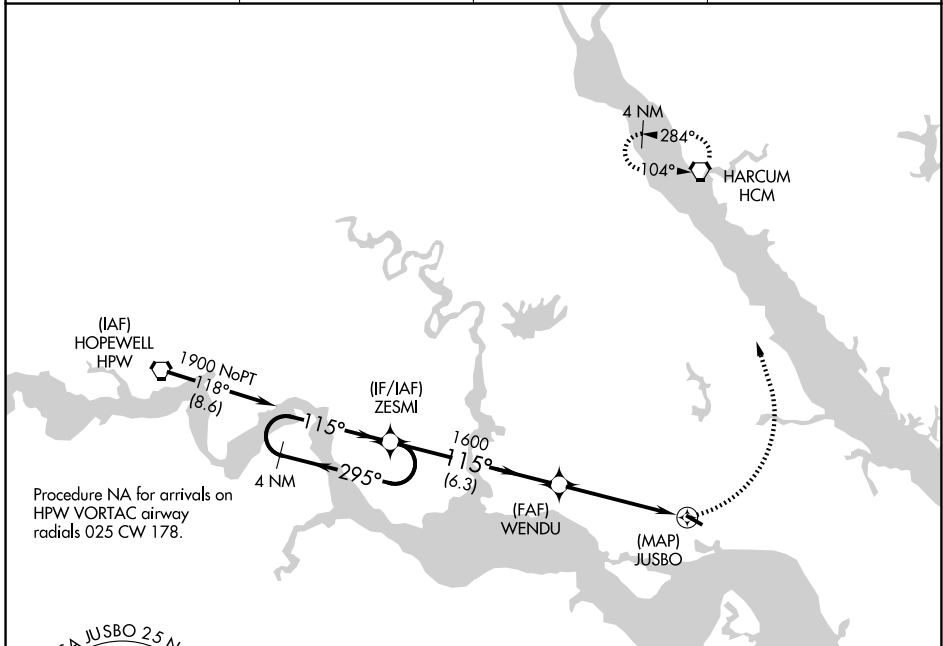 4 NM
284°
104°
HARCUM
HCM
(IAF)
HOPEWELL
HPW
1900 NoPT
118°
(8.6)
(IF/IAF)
ZESMI
115°
295°
4 NM
1600
115°
(6.3)
(FAF)
WENDU
(MAP)
JUSBO
Procedure NA for arrivals on
HPW VORTAC airway
radials 025 CW 178.
JUSBO 25 N